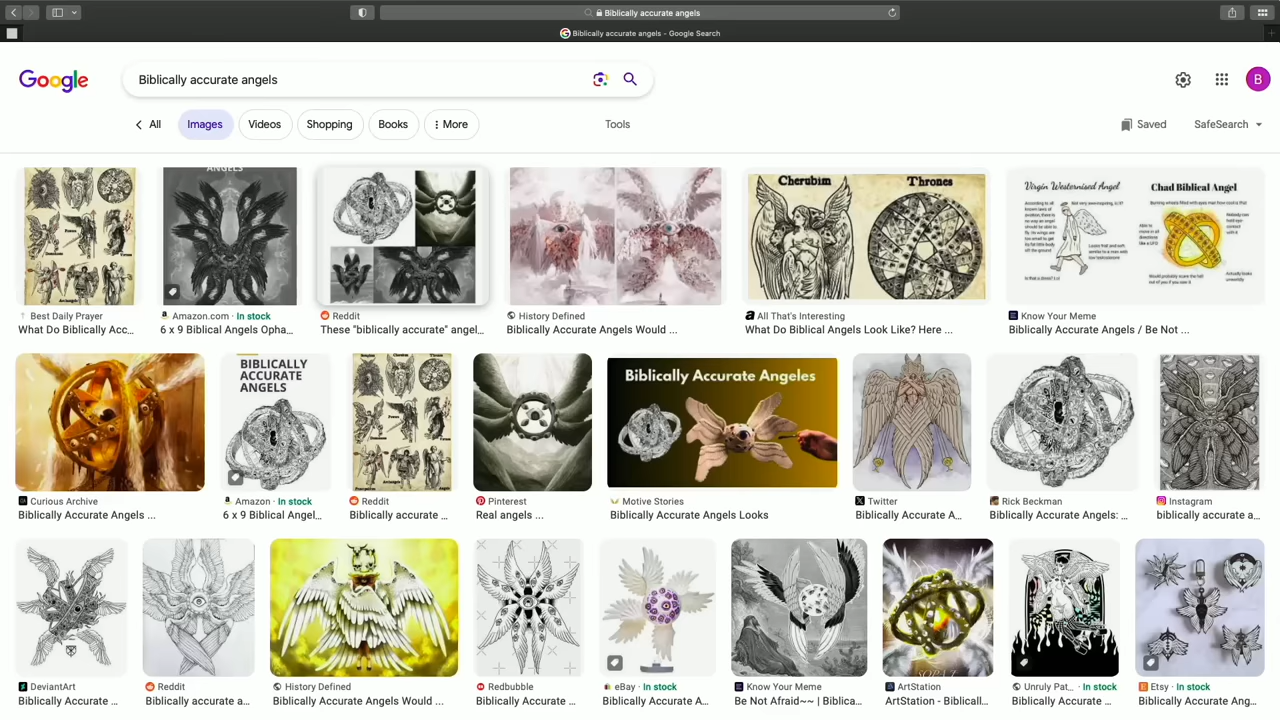 Biblically accurate angels
Biblically accurate angels - Google Search
Google
Biblically accurate angels
B
All
Images
Videos
Shopping
Books
More
Tools
Saved
SafeSearch
ANGELS
Cherubim
Thrones
Virgin Westernised Angel
Chad Biblical Angel
Best Daily Prayer
What Do Biblically Acc...
Amazon.com · In stock
6 x 9 Biblical Angels Opha...
Reddit
These "biblically accurate" angel...
History Defined
Biblically Accurate Angels Would ...
All That's Interesting
What Do Biblical Angels Look Like? Here ...
Know Your Meme
Biblically Accurate Angels / Be Not ...
BIBLICALLY
ACCURATE
ANGELS
Biblically Accurate Angeles
Curious Archive
Biblically Accurate Angels ...
Amazon · In stock
6 x 9 Biblical Angel...
Reddit
Biblically accurate ...
Pinterest
Real angels ...
Motive Stories
Biblically Accurate Angels Looks
Twitter
Biblically Accurate A...
Rick Beckman
Biblically Accurate Angels: ...
Instagram
biblically accurate a...
DeviantArt
Biblically Accurate ...
Reddit
Biblically accurate a...
History Defined
Biblically Accurate Angels Would ...
Redbubble
Biblically Accurate ...
eBay · In stock
Biblically Accurate A...
Know Your Meme
Be Not Afraid~~ | Biblica...
ArtStation
ArtStation - Biblicall...
Unruly Pat... · In stock
Biblically Accurate ...
Etsy · In stock
Biblically Accurate Ang...